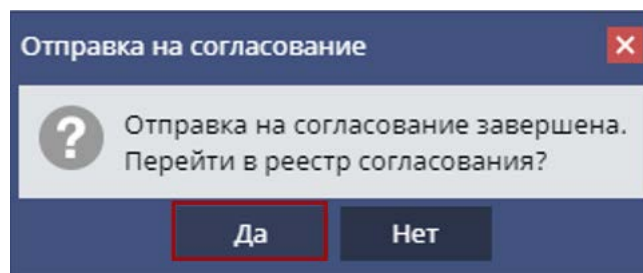 Отправка на согласование
Отправка на согласование завершена.
Перейти в реестр согласования?
Да Нет